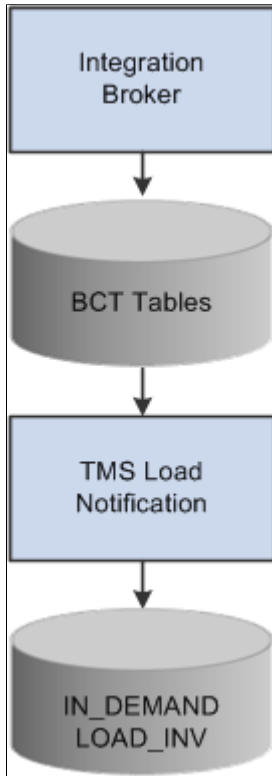 Integration
Broker
BCT Tables
TMS Load
Notification
IN_DEMAND
LOAD_INV